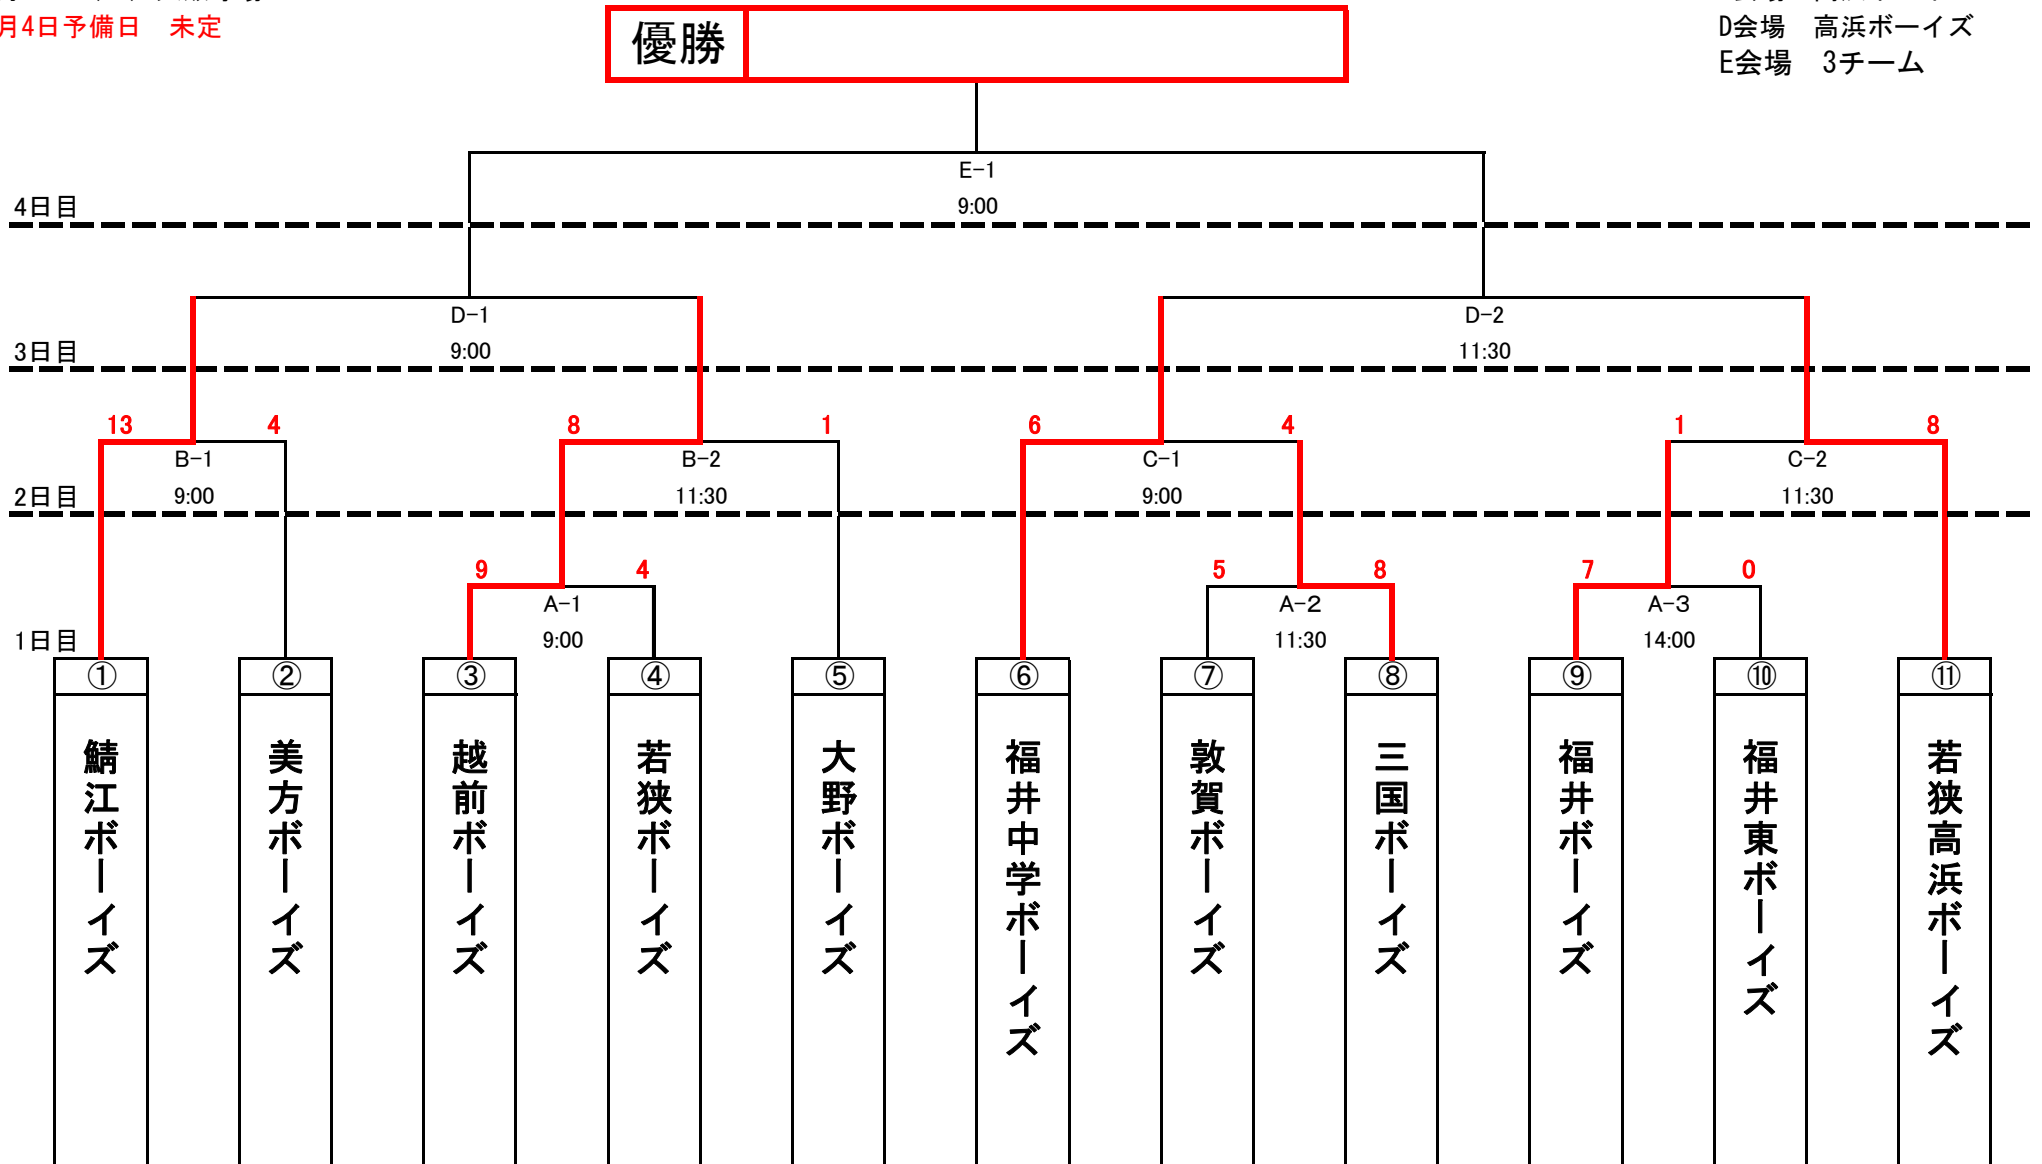 月4日予備日　未定
優勝
D会場　高浜ボーイズ
E会場　3チーム
E-1
4日目
9:00
D-1
D-2
3日目
9:00
11:30
13
4
8
1
6
4
1
8
B-1
B-2
C-1
C-2
2日目
9:00
11:30
9:00
11:30
9
4
5
8
7
0
A-1
A-2
A-3
1日目
9:00
11:30
14:00
①
②
③
④
⑤
⑥
⑦
⑧
⑨
⑩
⑪
鯖江ボーイズ
美方ボーイズ
越前ボーイズ
若狭ボーイズ
大野ボーイズ
福井中学ボーイズ
敦賀ボーイズ
三国ボーイズ
福井ボーイズ
福井東ボーイズ
若狭高浜ボーイズ